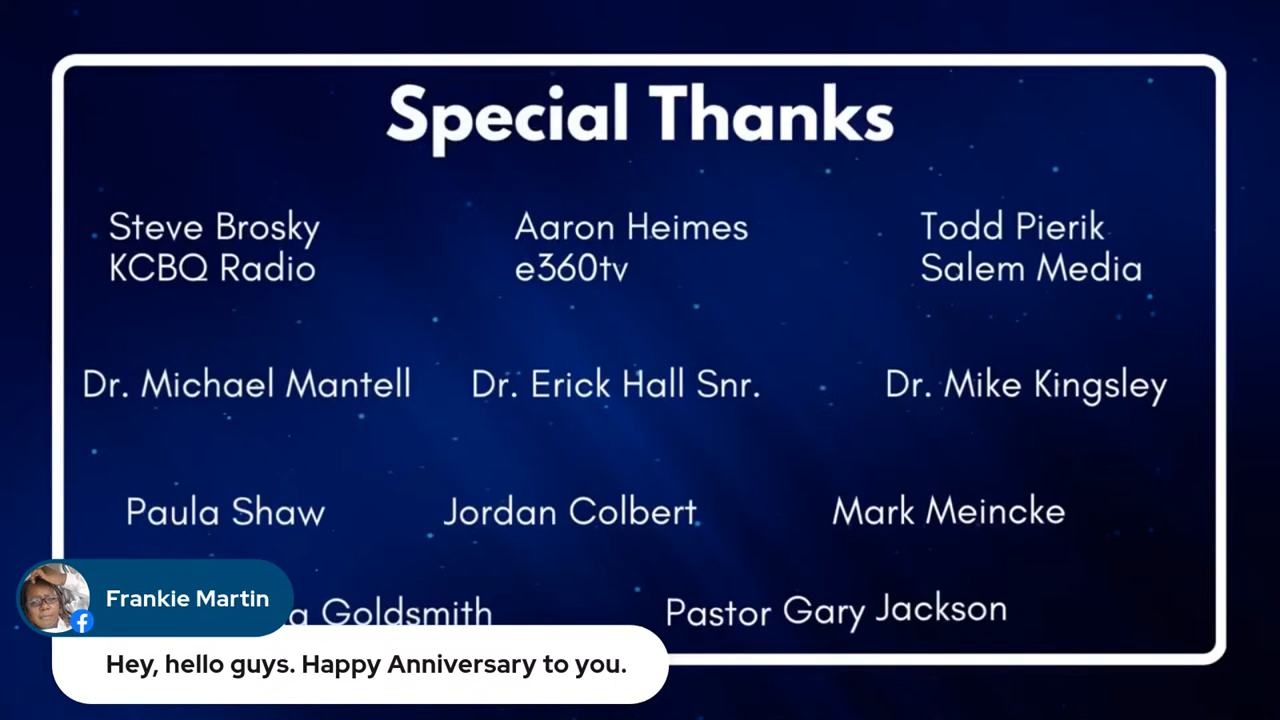 Special Thanks
Steve Brosky
KCBQ Radio
Aaron Heimes
e360tv
Todd Pierik
Salem Media
Dr. Michael Mantell
Dr. Erick Hall Snr.
Dr. Mike Kingsley
Paula Shaw
Jordan Colbert
Mark Meincke
Goldsmith
Pastor Gary Jackson
Frankie Martin
Hey, hello guys. Happy Anniversary to you.